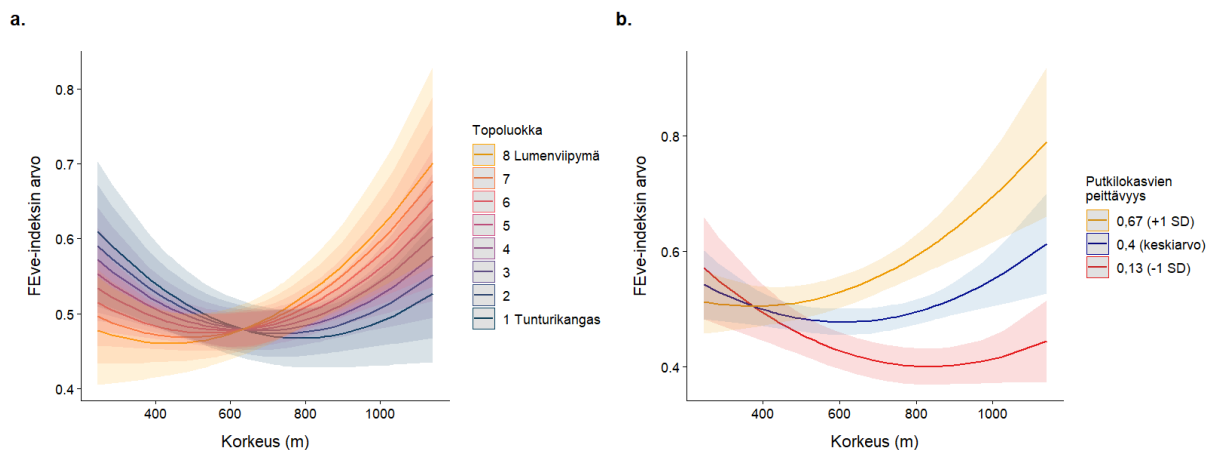 a.
FEve-indeksin arvo
0.8
0.7
0.6
0.5
0.4
400
600
800
1000
Korkeus (m)
Topoluokka
8 Lumenviipymä
7
6
5
4
3
2
1 Tunturikangas
b.
FEve-indeksin arvo
0.8
0.6
0.4
400
600
800
1000
Korkeus (m)
Putkilokasvien
peittävyys
0,67 (+1 SD)
0,4 (keskiarvo)
0,13 (-1 SD)